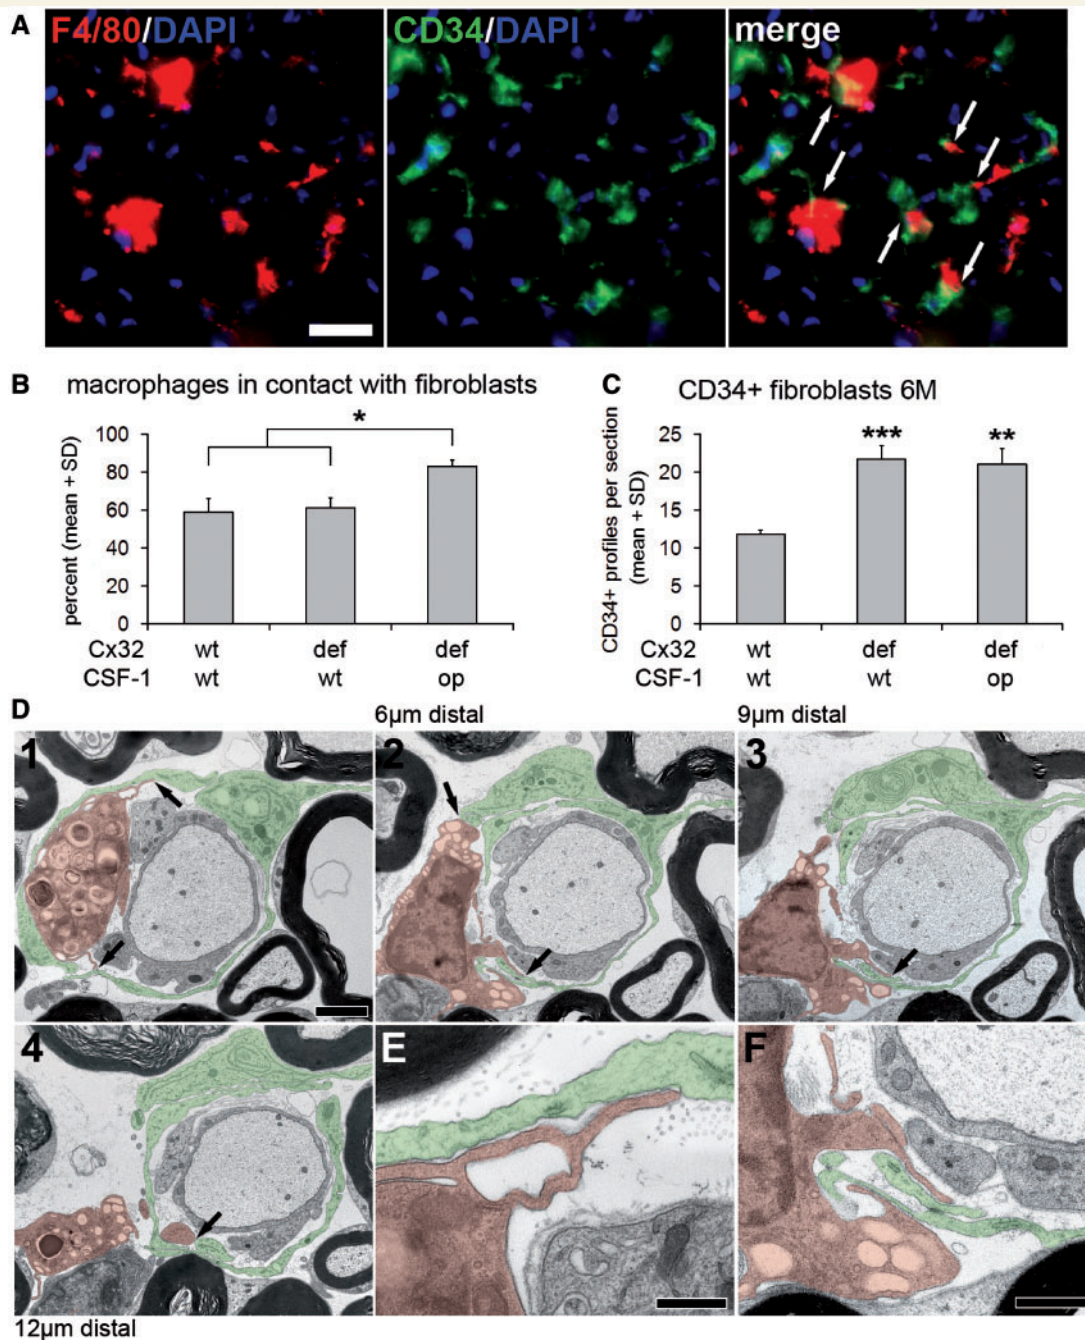 A
F4/80/DAPI
CD34/DAPI
merge
B
macrophages in contact with fibroblasts
percent (mean + SD)
100
80
60
40
20
0
*
Cx32 wt def def
CSF-1 wt wt op
C
CD34+ fibroblasts 6M
CD34+ profiles per section
(mean + SD)
25
20
15
10
5
0
***
**
Cx32 wt def def
CSF-1 wt wt op
D
6µm distal
9µm distal
1
2
3
4
E
F
12µm distal